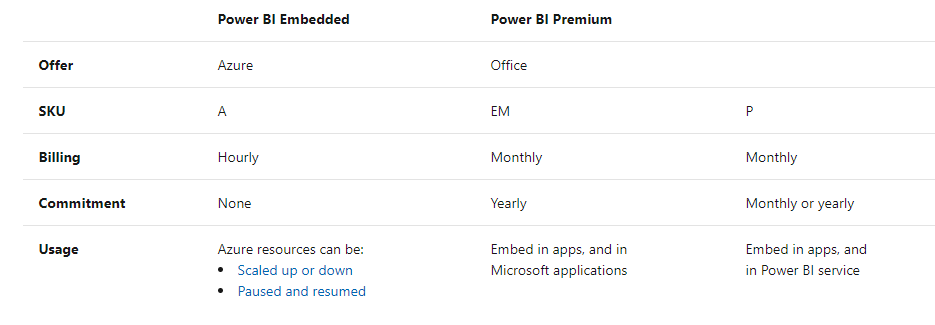 Power BI Embedded Power BI Premium
Offer Azure Office
SKU A EM P
Billing Hourly Monthly Monthly
Commitment None Yearly Monthly or yearly
Usage Azure resources can be: Embed in apps, and in Embed in apps, and
• Scaled up or down Microsoft applications in Power BI service
• Paused and resumed